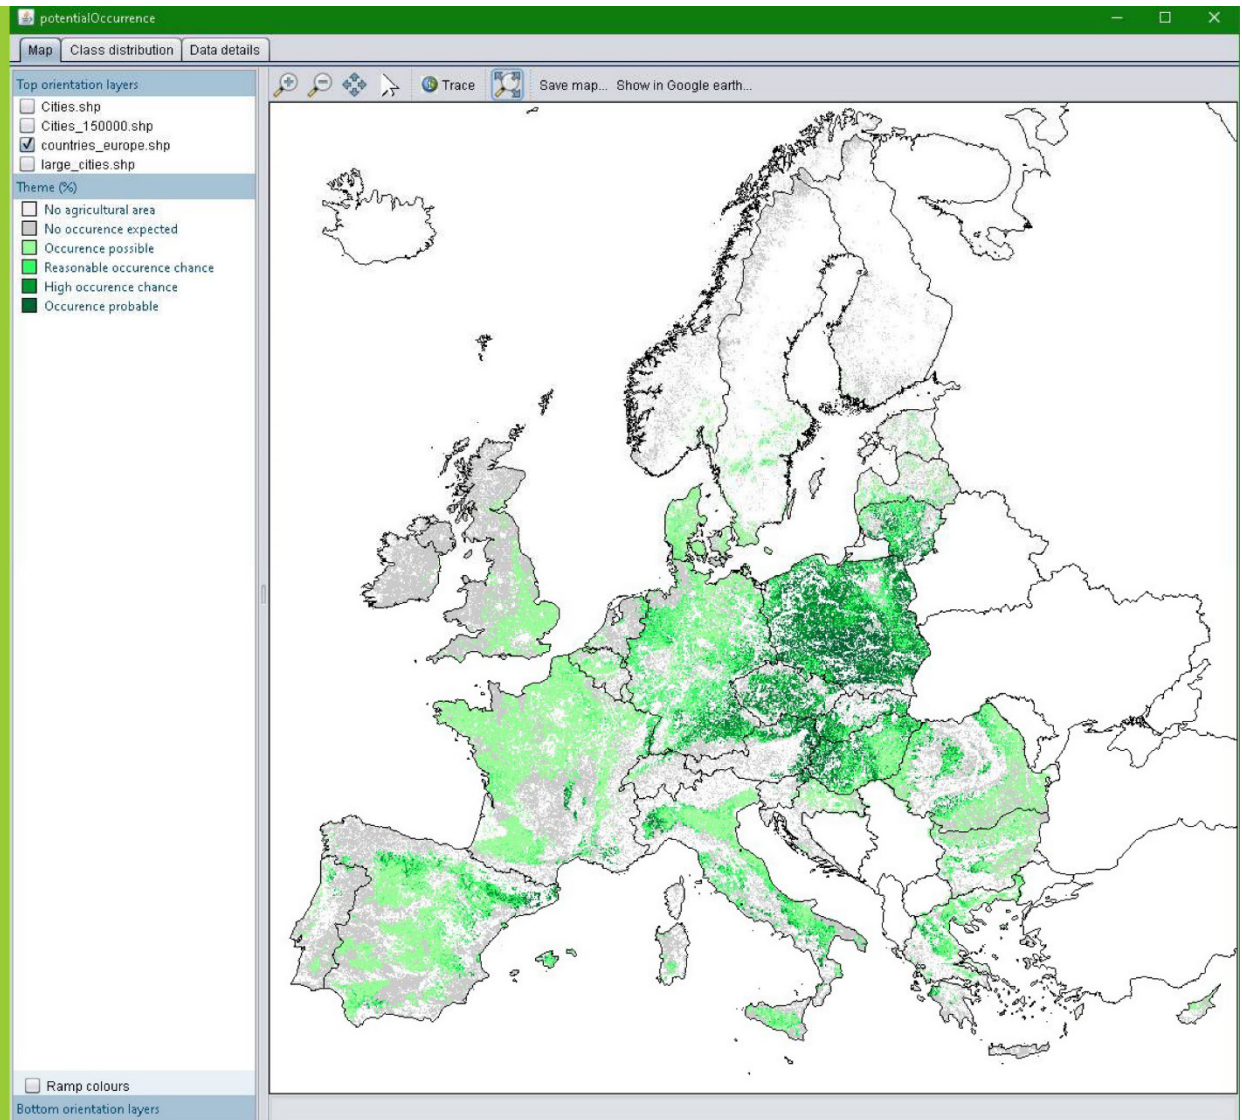 potentialOccurrence
Map Class distribution Data details
Top orientation layers
Cities.shp
Cities_150000.shp
countries_europe.shp
large_cities.shp
Theme (%)
No agricultural area
No occurence expected
Occurence possible
Reasonable occurence chance
High occurence chance
Occurence probable
Ramp colours
Bottom orientation layers
Trace Save map... Show in Google earth...